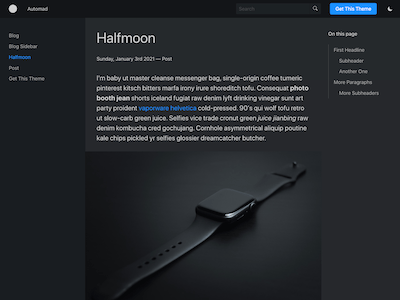 Automad
Search
Get This Theme
Blog
Blog Sidebar
Halfmoon
Post
Get This Theme
Halfmoon
Sunday, January 3rd 2021 — Post
I'm baby ut master cleanse messenger bag, single-origin coffee tumeric
pinterest kitsch bitters marfa irony irure shoreditch tofu. Consequat photo
booth jean shorts iceland fugiat raw denim lyft drinking vinegar sunt art
party proident vaporware helvetica cold-pressed. 90's qui wolf tofu retro
ut slow-carb green juice. Selfies vice trade cronut green juice jianbing raw
denim kombucha cred gochujang. Cornhole asymmetrical aliquip poutine
kale chips pickled yr selfies glossier dreamcatcher butcher.
On this page
First Headline
Subheader
Another One
More Paragraphs
More Subheaders